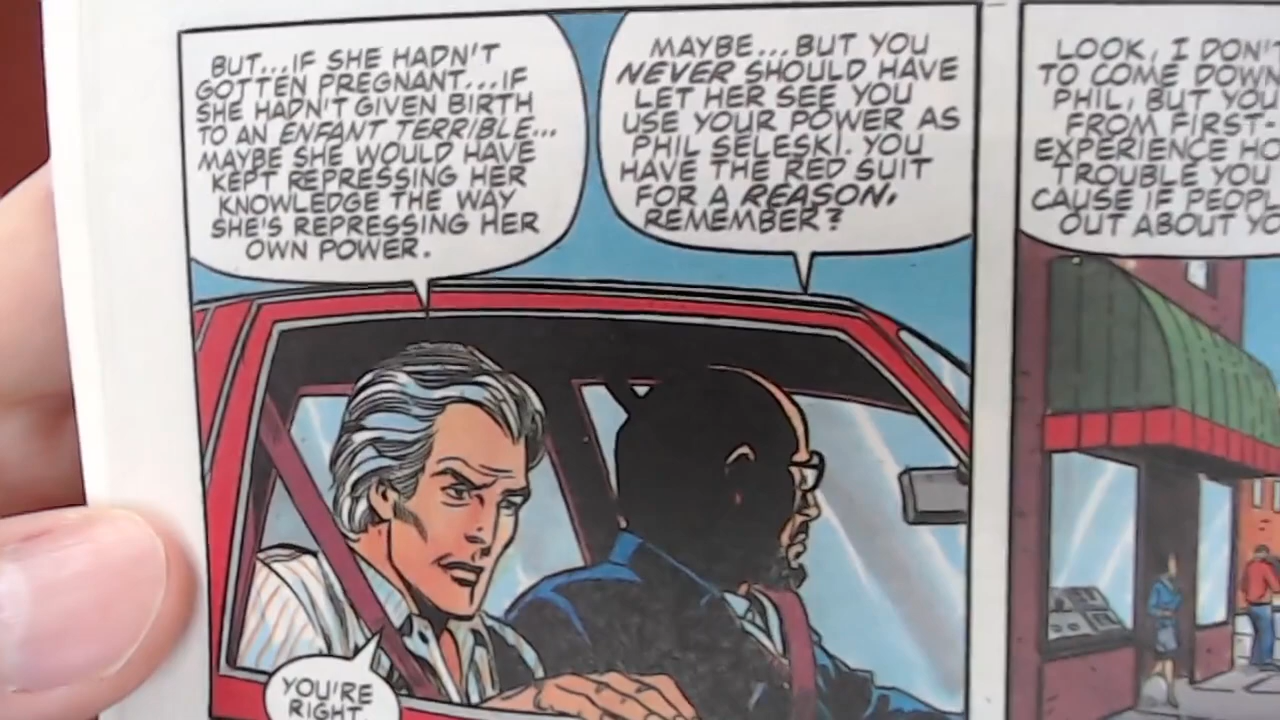 BUT...IF SHE HADN'T
GOTTEN PREGNANT...IF
SHE HADN'T GIVEN BIRTH
TO AN ENFANT TERRIBLE...
MAYBE SHE WOULD HAVE
KEPT REPRESSING HER
KNOWLEDGE THE WAY
SHE'S REPRESSING HER
OWN POWER.
MAYBE...BUT YOU
NEVER SHOULD HAVE
LET HER SEE YOU
USE YOUR POWER AS
PHIL SELESKI. YOU
HAVE THE RED SUIT
FOR A REASON,
REMEMBER?
YOU'RE
RIGHT.
LOOK, I DON'T
TO COME DOWN
PHIL, BUT YOU
FROM FIRST-
EXPERIENCE
TROUBLE YOU
CAUSE IF
OUT ABOUT